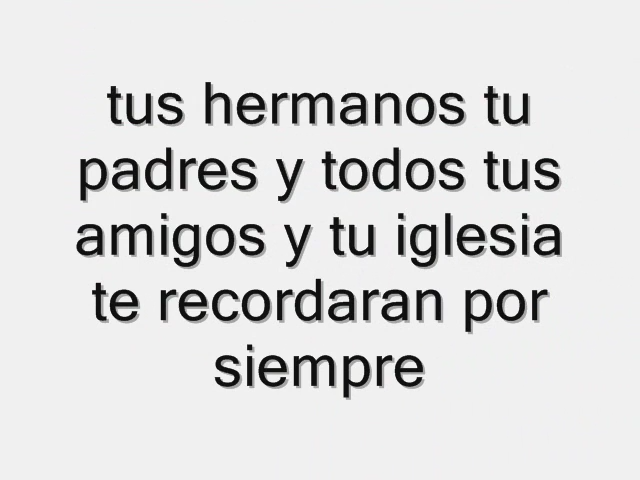 tus hermanos tu
padres y todos tus
amigos y tu iglesia
te recordaran por
siempre